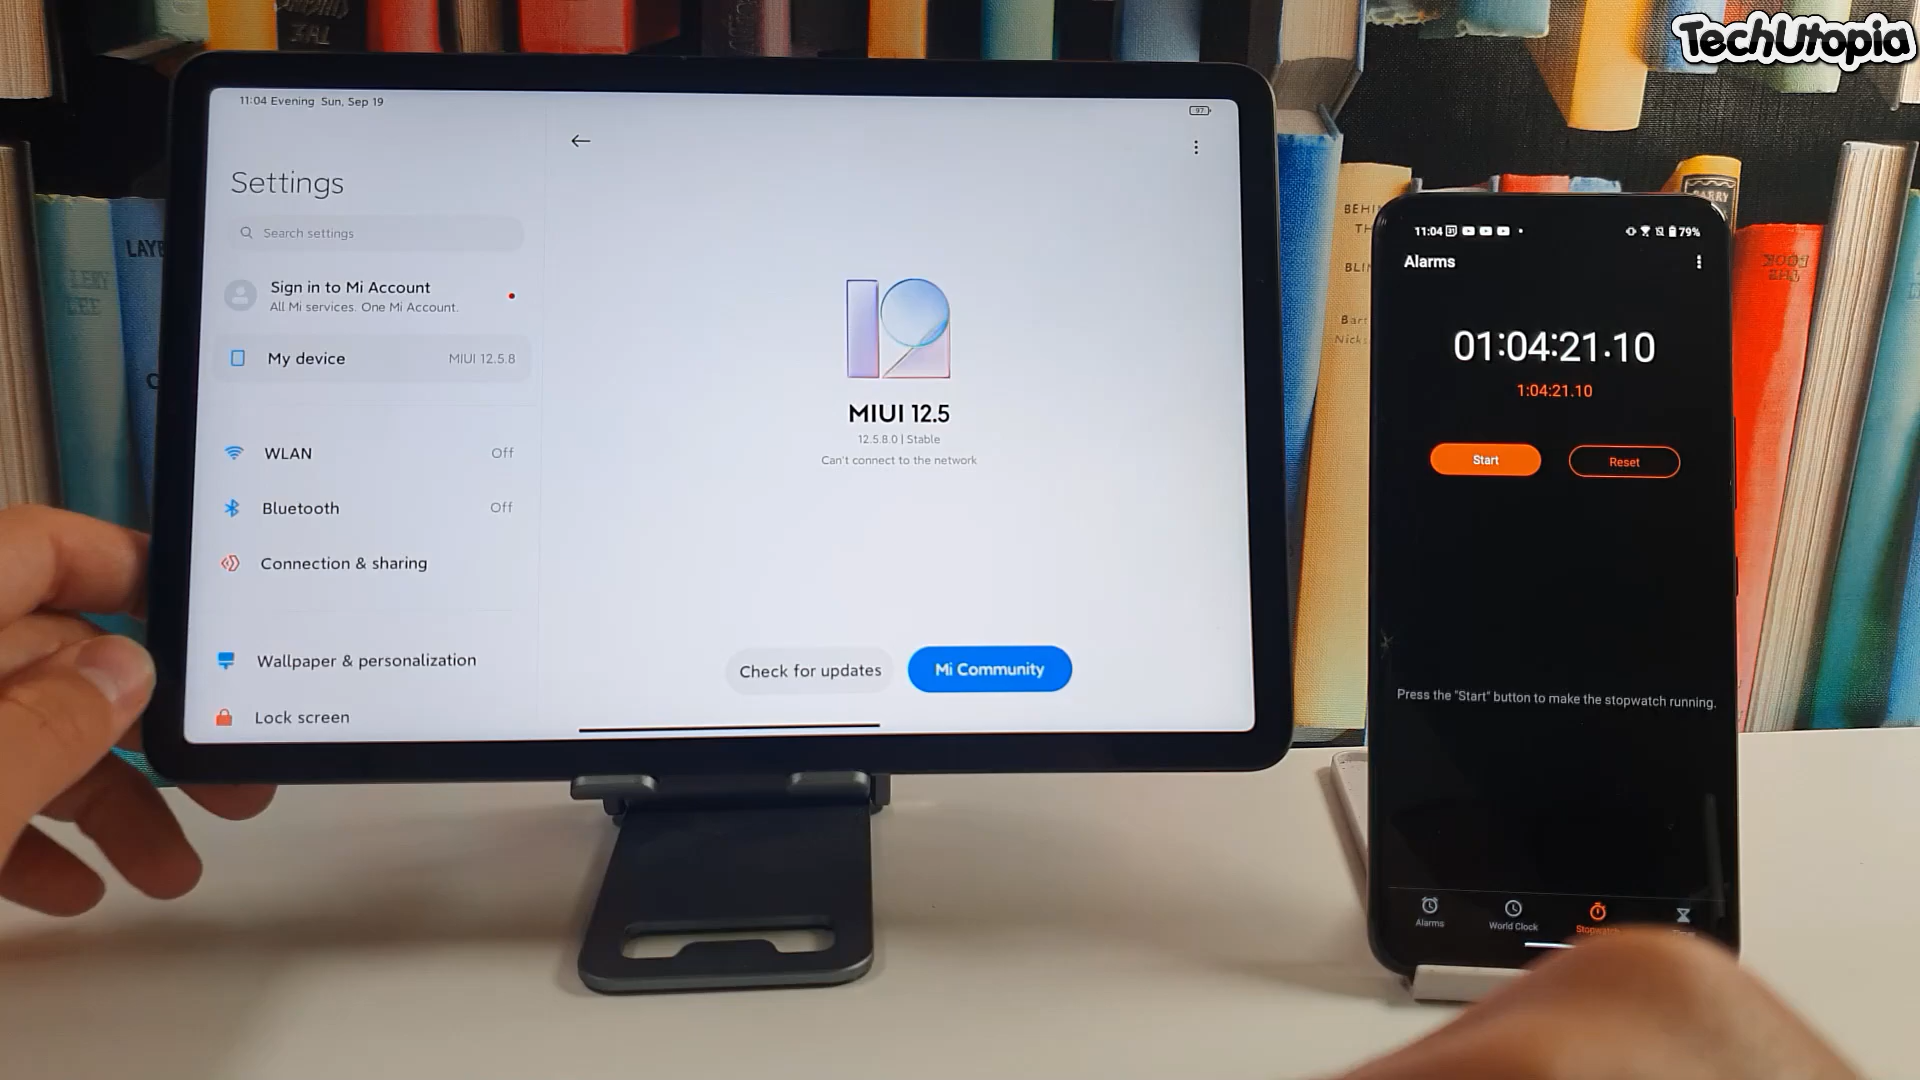 TechUtopia
11:04 Evening Sun, Sep 19
97
Settings
Search settings
Sign in to Mi Account
All Mi services. One Mi Account.
My device MIUI 12.5.8
WLAN Off
Bluetooth Off
Connection & sharing
Wallpaper & personalization
Lock screen
MIUI 12.5
12.5.8.0 | Stable
Can't connect to the network
Check for updates
Mi Community
11:04
79%
Alarms
01:04:21.10
1:04:21.10
Start
Reset
Press the "Start" button to make the stopwatch running.
Alarms
World Clock
Stopwatch
THE